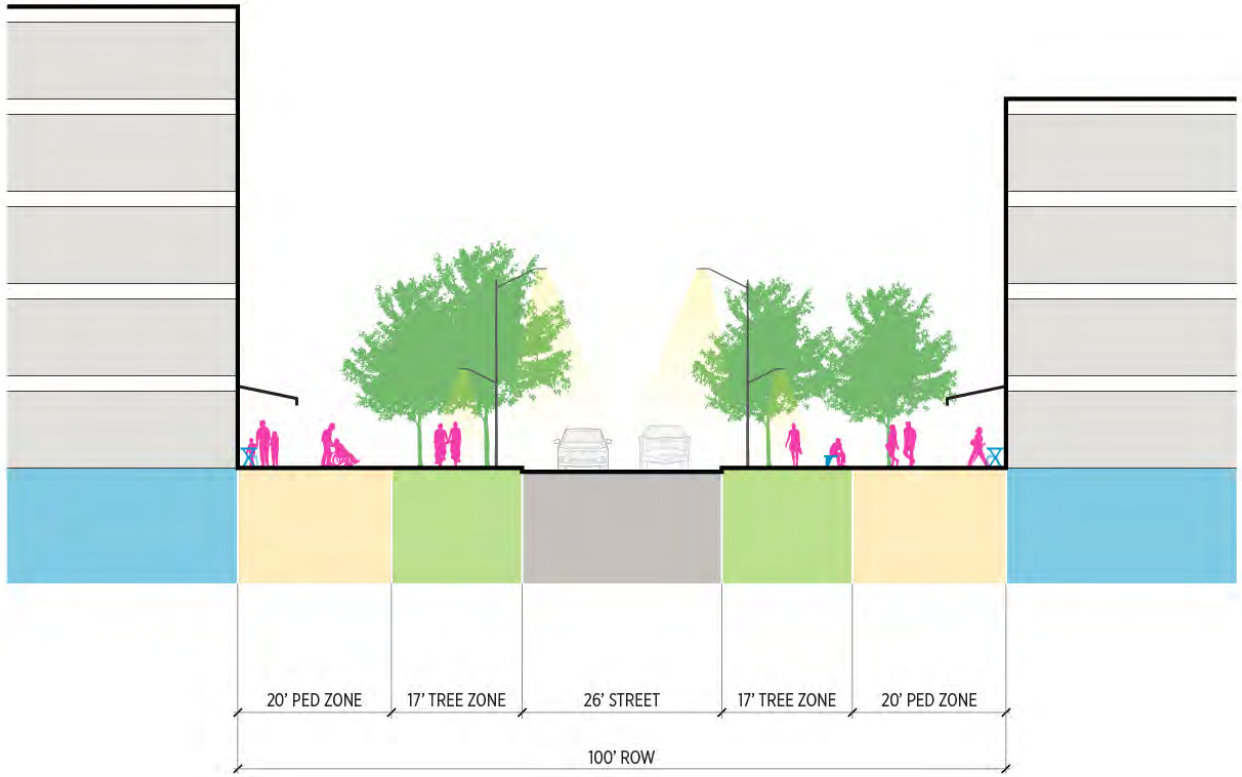 20’ PED ZONE
17’ TREE ZONE
26’ STREET
17’ TREE ZONE
20’ PED ZONE
100’ ROW